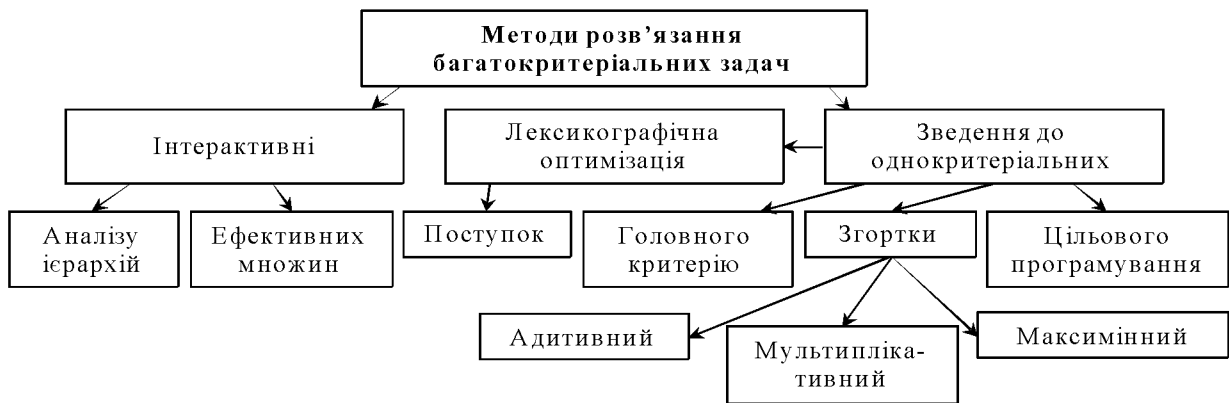 Методи розв’язання
багатокритеріальних задач
Інтерактивні
Лексикографічна
оптимізація
Зведення до
однокритеріальних
Аналізу
ієрархій
Ефективних
множин
Поступок
Головного
критерію
Згортки
Цільового
програмування
Адитивний
Мультипліка-
тивний
Максимінний